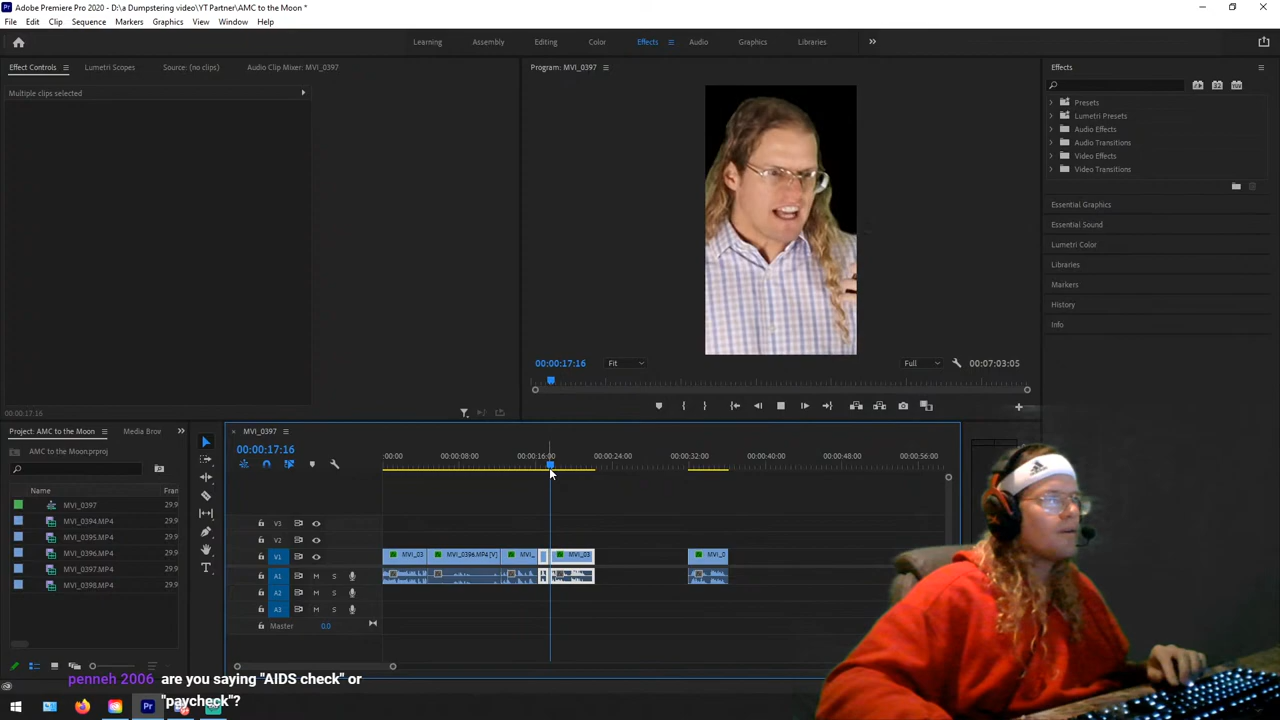 Adobe Premiere Pro 2020 - D:\a Dumpstering video\YT Partner\AMC to the Moon *
File Edit Clip Sequence Markers Graphics View Window Help
Learning Assembly Editing Color Effects Audio Graphics Libraries
Effect Controls Lumetri Scopes Source: (no clips) Audio Clip Mixer: MVI_0397
Program: MVI_0397
Effects
Multiple clips selected
Presets
Lumetri Presets
Audio Effects
Audio Transitions
Video Effects
Video Transitions
Essential Graphics
Essential Sound
Lumetri Color
Libraries
Markers
History
Info
00:00:17:16 Fit Full 00:07:03:05
00:00:17:16
Project: AMC to the Moon Media Brov
MVI_0397
AMC to the Moon.prproj
00:00:17:16
:00:00 00:00:08:00 00:00:16:00 00:00:24:00 00:00:32:00 00:00:40:00 00:00:48:00 00:00:56:00
Name Frar
MVI_0397 29.9
MVI_0394.MP4 29.9
MVI_0395.MP4 29.9
MVI_0396.MP4 29.9
MVI_0397.MP4 29.9
MVI_0398.MP4 29.9
V3
V2
V1 MVI_03 MVI_0396.MP4 [V] MVI_ MVI_03 MVI_0
A1 M S
A2 M S
A3 M S
Master 0.0
penneh 2006 are you saying "AIDS check" or
"paycheck"?